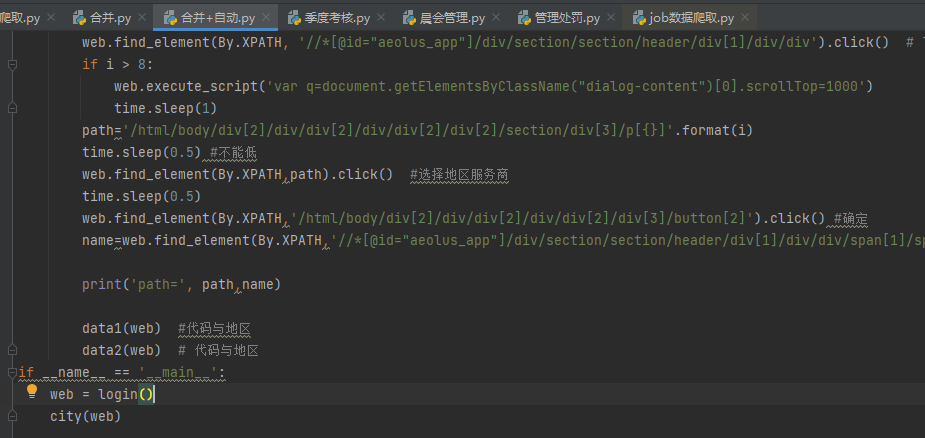 爬取.py 合并.py 合并+自动.py 季度考核.py 晨会管理.py 管理处罚.py job数据爬取.py
web.find_element(By.XPATH, '//*[@id="aeolus_app"]/div/section/section/header/div[1]/div/div').click()  #
if i > 8:
web.execute_script('var q=document.getElementsByClassName("dialog-content")[0].scrollTop=1000')
time.sleep(1)
path='/html/body/div[2]/div/div[2]/div/div[2]/div[2]/section/div[3]/p[{}]'.format(i)
time.sleep(0.5) #不能低
web.find_element(By.XPATH,path).click()  #选择地区服务商
time.sleep(0.5)
web.find_element(By.XPATH,'/html/body/div[2]/div/div[2]/div/div[2]/div[3]/button[2]').click() #确定
name=web.find_element(By.XPATH,'//*[@id="aeolus_app"]/div/section/section/header/div[1]/div/div/span[1]/sp
print('path=', path,name)
data1(web)  #代码与地区
data2(web)  # 代码与地区
if __name__ == '__main__':
web = login()
city(web)